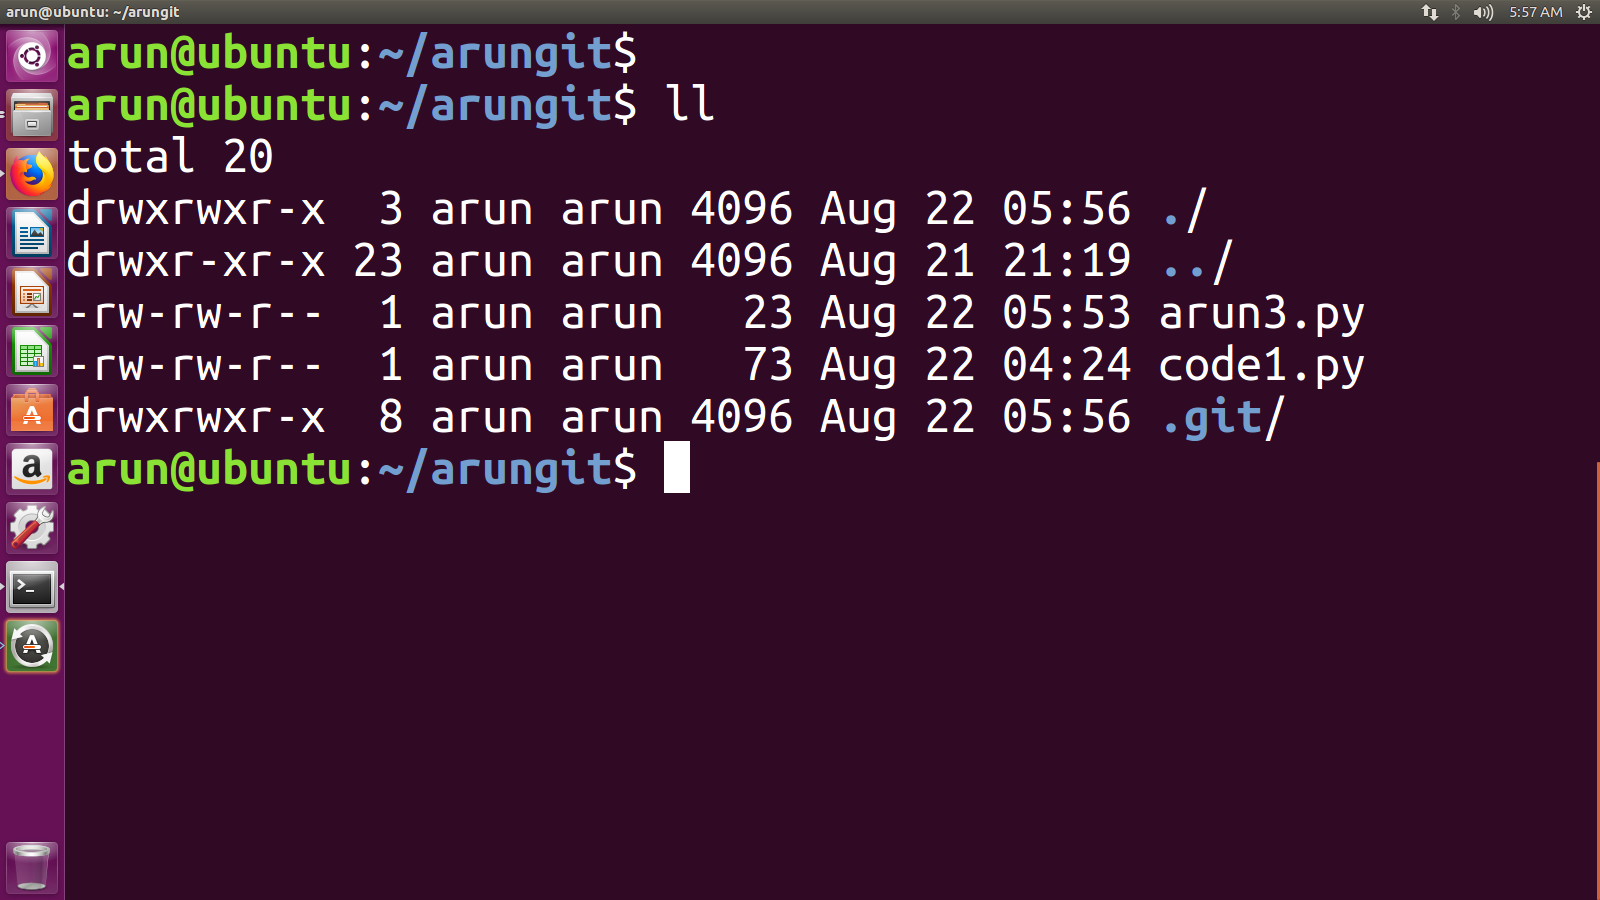 arun@ubuntu: ~/arungit
5:57 AM
arun@ubuntu:~/arungit$
arun@ubuntu:~/arungit$ ll
total 20
drwxrwxr-x  3 arun arun 4096 Aug 22 05:56 ./
drwxr-xr-x 23 arun arun 4096 Aug 21 21:19 ../
-rw-rw-r--  1 arun arun   23 Aug 22 05:53 arun3.py
-rw-rw-r--  1 arun arun   73 Aug 22 04:24 code1.py
drwxrwxr-x  8 arun arun 4096 Aug 22 05:56 .git/
arun@ubuntu:~/arungit$